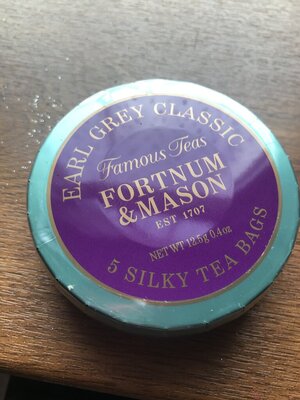 EARL GREY CLASSIC
Famous Teas
FORTNUM
& MASON
EST 1707
NET WT 12.5g 0.4oz
5 SILKY TEA BAGS